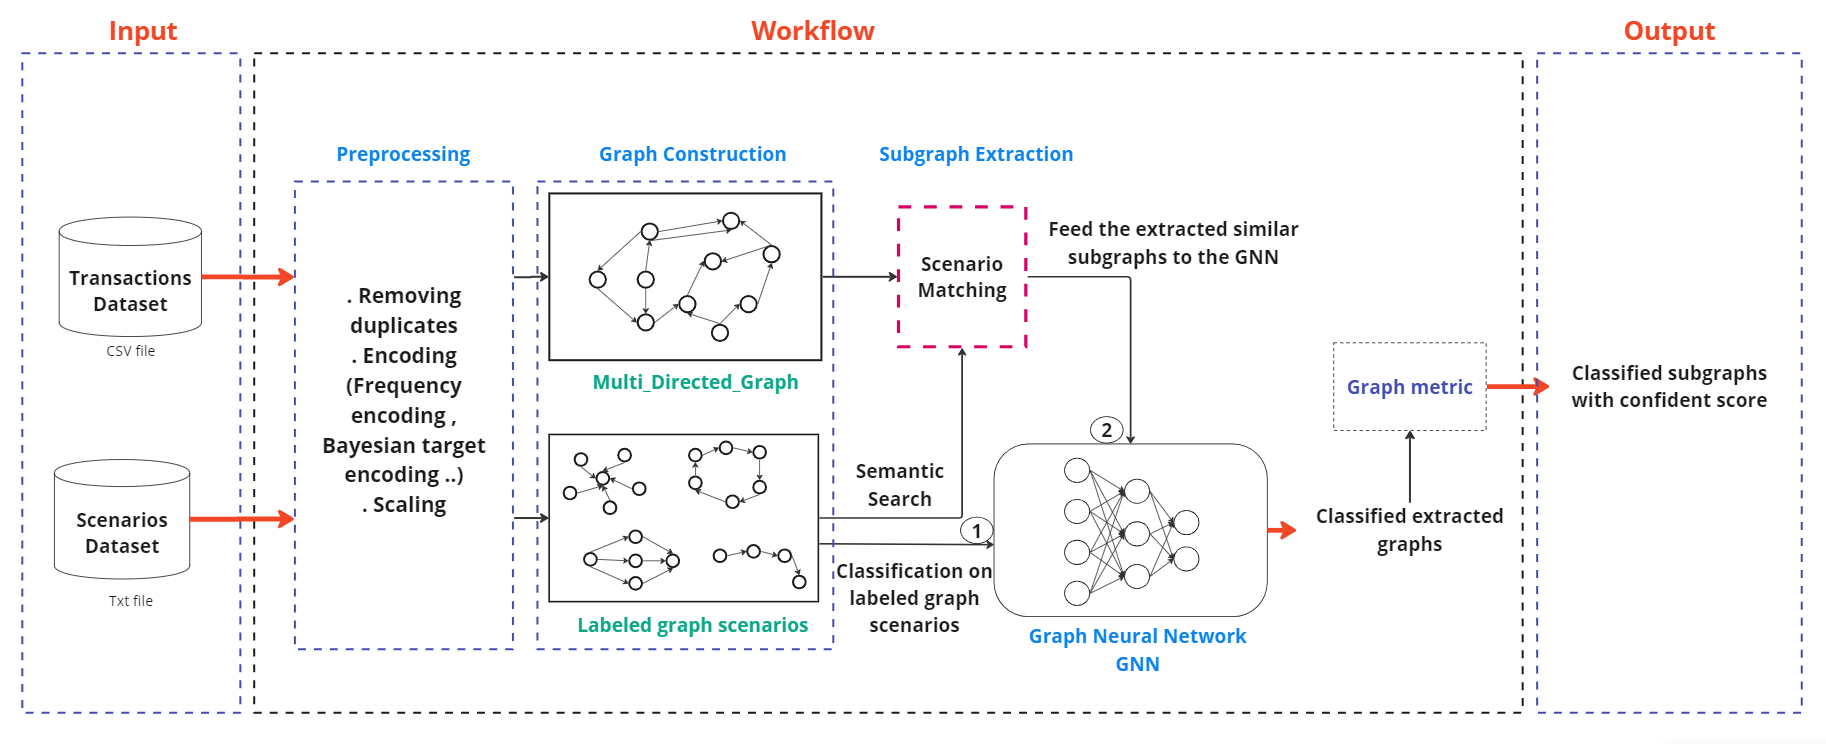 Input
Workflow
Output
Preprocessing
Graph Construction
Subgraph Extraction
Transactions
Dataset
CSV file
Scenarios
Dataset
Txt file
. Removing
duplicates
. Encoding
(Frequency
encoding ,
Bayesian target
encoding ..)
. Scaling
Multi_Directed_Graph
Labeled graph scenarios
Scenario
Matching
Feed the extracted similar
subgraphs to the GNN
Semantic
Search
1
2
Classification on
labeled graph
scenarios
Graph Neural Network
GNN
Classified extracted
graphs
Graph metric
Classified subgraphs
with confident score